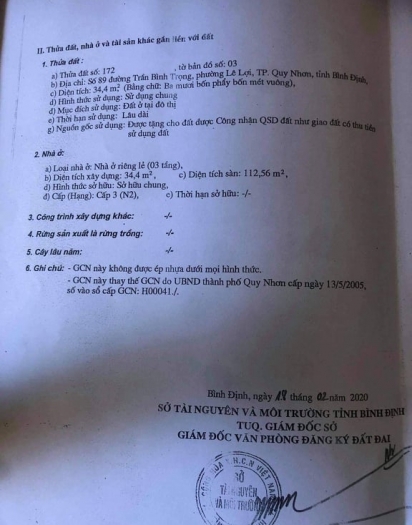 II. Thửa đất, nhà ở và tài sản khác gắn liền với đất
1. Thửa đất:
a) Thửa đất số: 172 , tờ bản đồ số: 03
b) Địa chỉ: Số 89 đường Trần Bình Trọng, phường Lê Lợi, TP. Quy Nhơn, tỉnh Bình Định,
c) Diện tích: 34,4 m² (Bằng chữ: Ba mươi bốn phẩy bốn mét vuông),
d) Hình thức sử dụng: Sử dụng chung
đ) Mục đích sử dụng: Đất ở tại đô thị
e) Thời hạn sử dụng: Lâu dài
g) Nguồn gốc sử dụng: Được tặng cho đất được Công nhận QSD đất như giao đất có thu tiền
sử dụng đất
2. Nhà ở:
a) Loại nhà ở: Nhà ở riêng lẻ (03 tầng),
b) Diện tích xây dựng: 34,4 m², c) Diện tích sàn: 112,56 m²,
d) Hình thức sở hữu: Sở hữu chung,
đ) Cấp (Hạng): Cấp 3 (N2), e) Thời hạn sở hữu: -/-
3. Công trình xây dựng khác: -/-
4. Rừng sản xuất là rừng trồng: -/-
5. Cây lâu năm: -/-
6. Ghi chú: - GCN này không được ép nhựa dưới mọi hình thức.
- GCN này thay thế GCN do UBND thành phố Quy Nhơn cấp ngày 13/5/2005,
số vào sổ cấp GCN: H00041./.
Bình Định, ngày 18 tháng 02 năm 2020
SỞ TÀI NGUYÊN VÀ MÔI TRƯỜNG TỈNH BÌNH ĐỊNH
TUQ. GIÁM ĐỐC SỞ
GIÁM ĐỐC VĂN PHÒNG ĐĂNG KÝ ĐẤT ĐAI
SỞ
TÀI NGUYÊN
VÀ MÔI TRƯỜNG